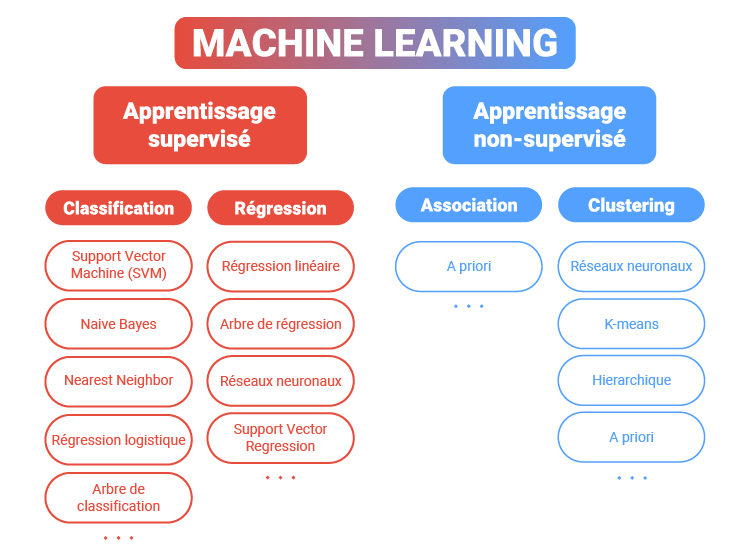 MACHINE LEARNING
Apprentissage
supervisé
Apprentissage
non-supervisé
Classification
Régression
Association
Clustering
Support Vector
Machine (SVM)
Naive Bayes
Nearest Neighbor
Régression logistique
Arbre de
classification
...
Régression linéaire
Arbre de régression
Réseaux neuronaux
Support Vector
Regression
...
A priori
...
Réseaux neuronaux
K-means
Hierarchique
A priori
...